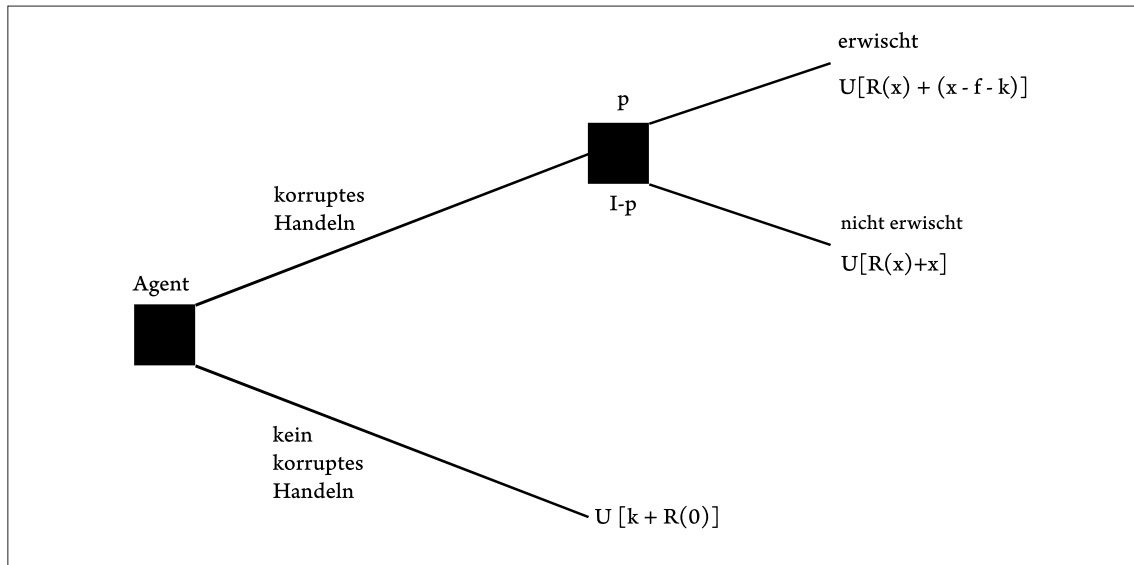 erwischt
U[R(x) + (x - f - k)]
p
I-p
korruptes
Handeln
nicht erwischt
U[R(x)+x]
Agent
kein
korruptes
Handeln
U [k + R(0)]